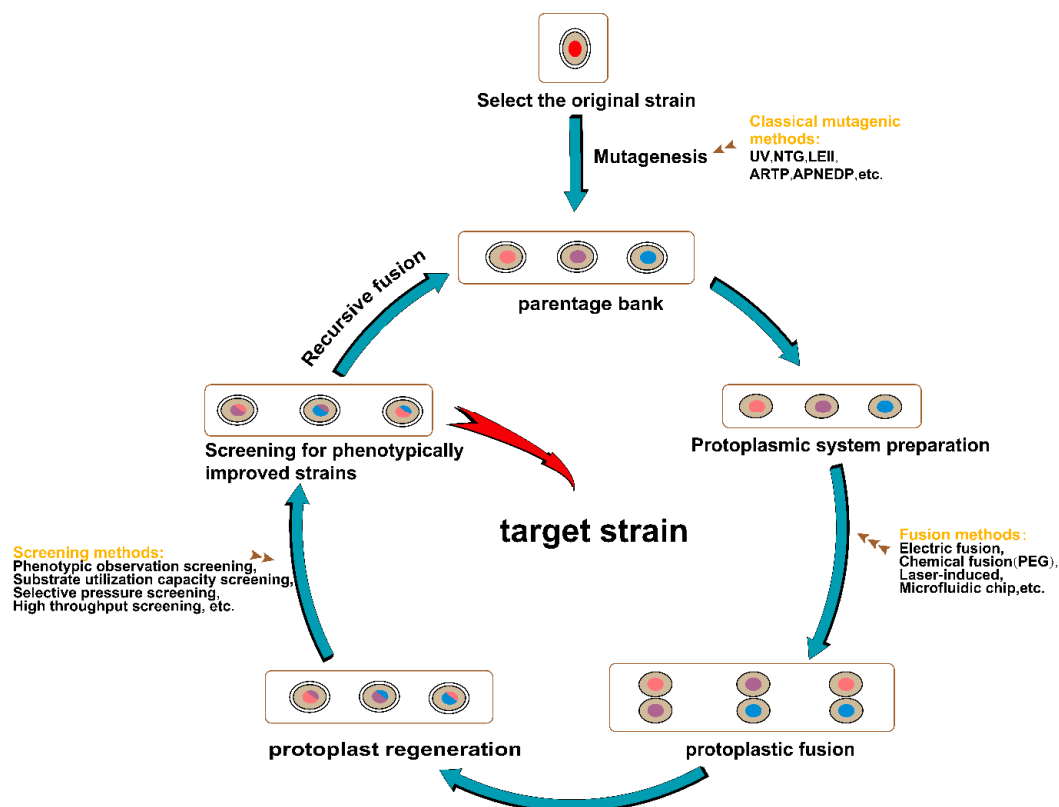 Select the original strain
Mutagenesis
Classical mutagenic
methods:
UV,NTG,LEII,
ARTP,APNEDP,etc.
parentage bank
Recursive fusion
Protoplasmic system preparation
Screening for phenotypically
improved strains
target strain
Fusion methods:
Electric fusion,
Chemical fusion(PEG),
Laser-induced,
Microfluidic chip,etc.
Screening methods:
Phenotypic observation screening,
Substrate utilization capacity screening,
Selective pressure screening,
High throughput screening, etc.
protoplastic fusion
protoplast regeneration